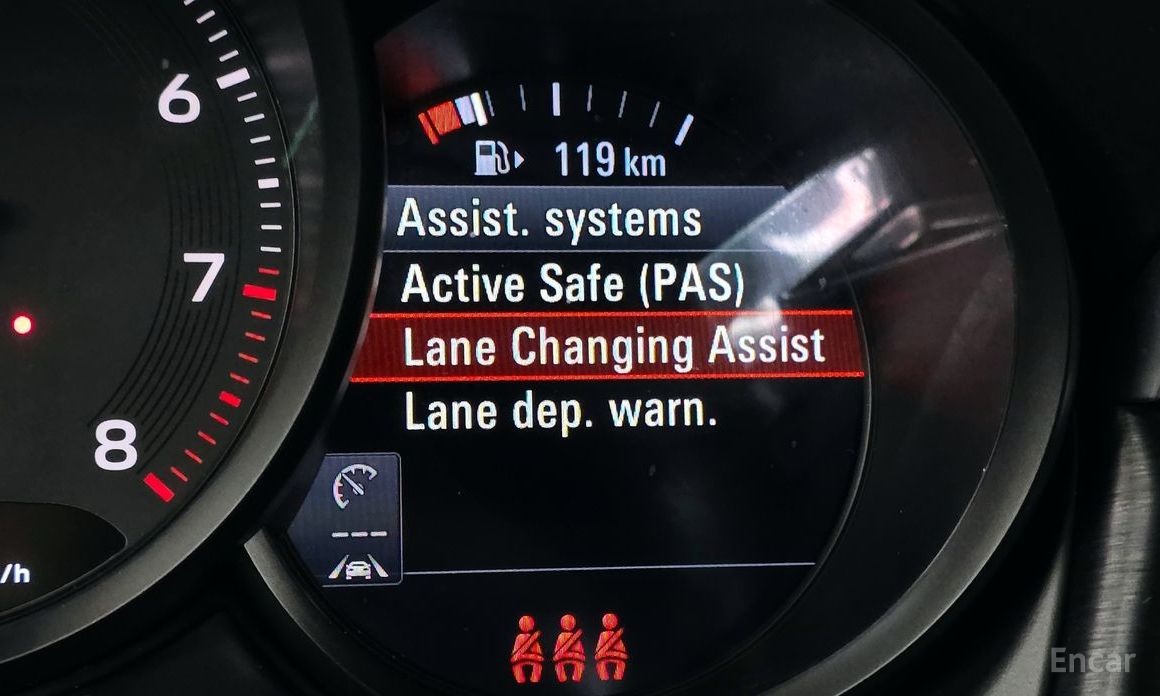 6
7
8
/h
119 km
Assist. systems
Active Safe (PAS)
Lane Changing Assist
Lane dep. warn.
Encar